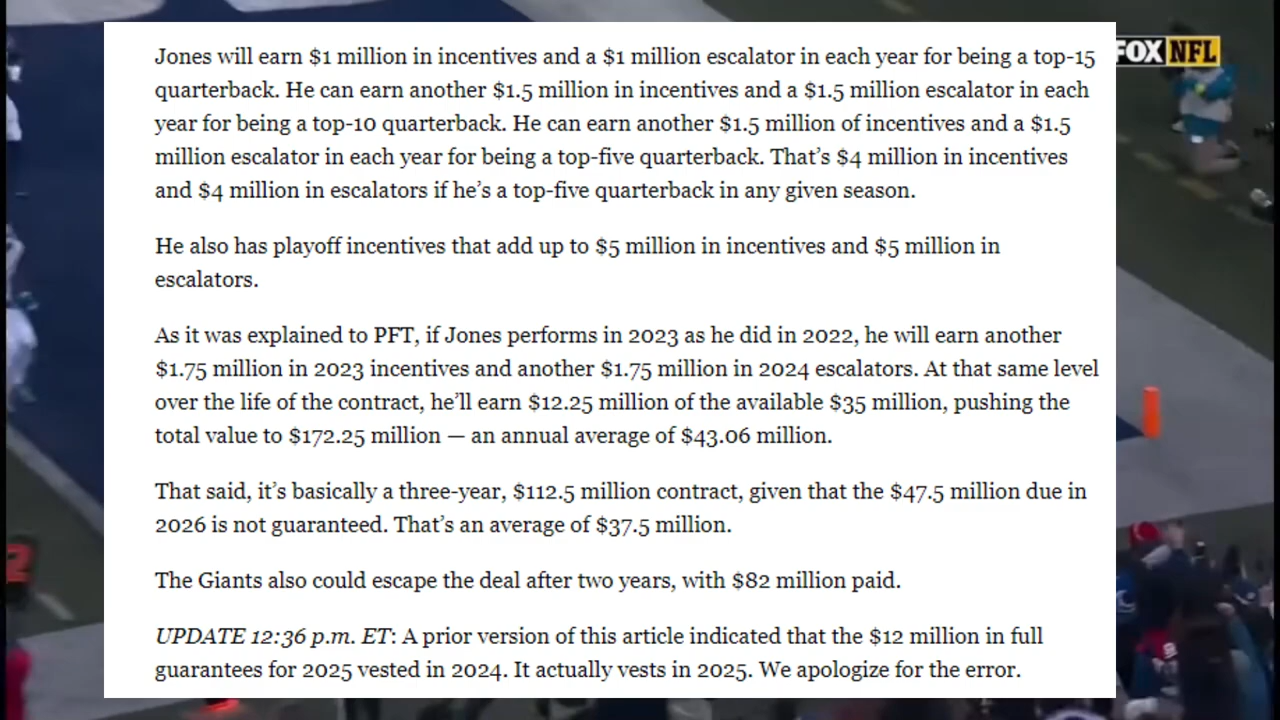 Jones will earn $1 million in incentives and a $1 million escalator in each year for being a top-15
quarterback. He can earn another $1.5 million in incentives and a $1.5 million escalator in each
year for being a top-10 quarterback. He can earn another $1.5 million of incentives and a $1.5
million escalator in each year for being a top-five quarterback. That’s $4 million in incentives
and $4 million in escalators if he’s a top-five quarterback in any given season.
He also has playoff incentives that add up to $5 million in incentives and $5 million in
escalators.
As it was explained to PFT, if Jones performs in 2023 as he did in 2022, he will earn another
$1.75 million in 2023 incentives and another $1.75 million in 2024 escalators. At that same level
over the life of the contract, he’ll earn $12.25 million of the available $35 million, pushing the
total value to $172.25 million — an annual average of $43.06 million.
That said, it’s basically a three-year, $112.5 million contract, given that the $47.5 million due in
2026 is not guaranteed. That’s an average of $37.5 million.
The Giants also could escape the deal after two years, with $82 million paid.
UPDATE 12:36 p.m. ET: A prior version of this article indicated that the $12 million in full
guarantees for 2025 vested in 2024. It actually vests in 2025. We apologize for the error.
FOX NFL
2